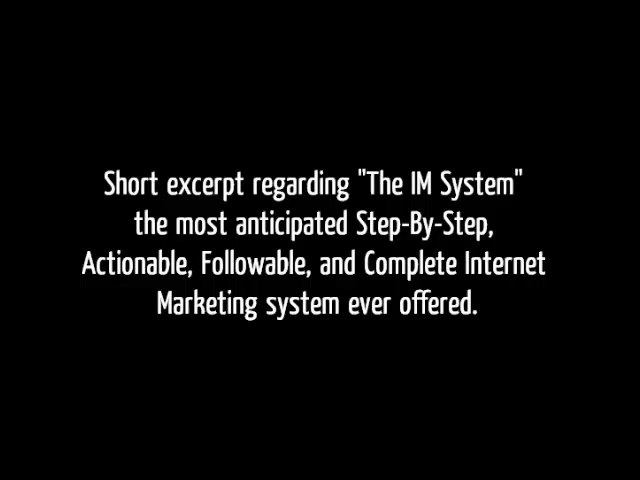 Short excerpt regarding "The IM System"
the most anticipated Step-By-Step,
Actionable, Followable, and Complete Internet
Marketing system ever offered.